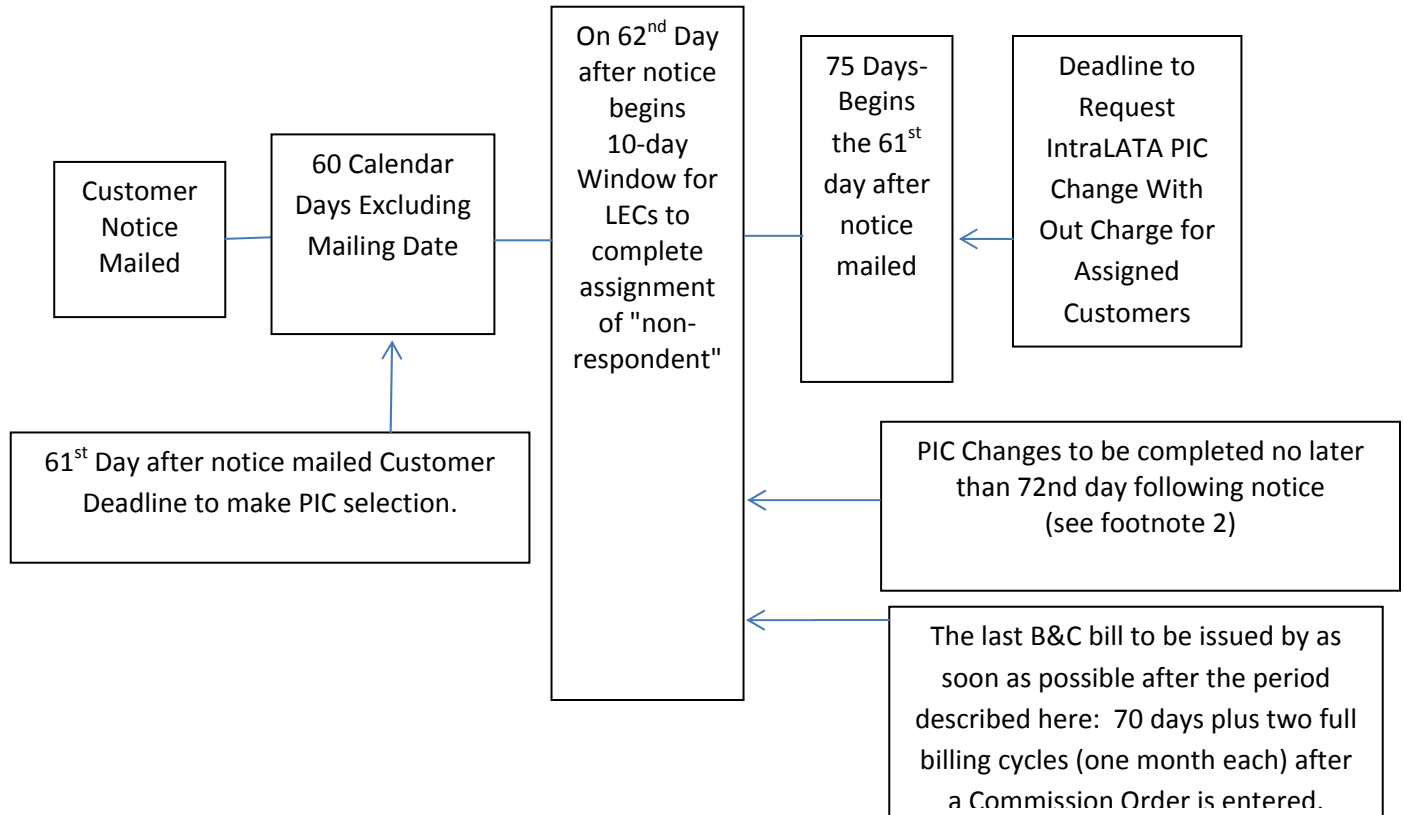 Customer
Notice
Mailed
60 Calendar
Days Excluding
Mailing Date
61st Day after notice mailed Customer
Deadline to make PIC selection.
On 62nd Day
after notice
begins
10-day
Window for
LECs to
complete
assignment
of "non-
respondent"
75 Days-
Begins
the 61st
day after
notice
mailed
Deadline to
Request
IntraLATA PIC
Change With
Out Charge for
Assigned
Customers
PIC Changes to be completed no later
than 72nd day following notice
(see footnote 2)
The last B&C bill to be issued by as
soon as possible after the period
described here: 70 days plus two full
billing cycles (one month each) after
a Commission Order is entered.